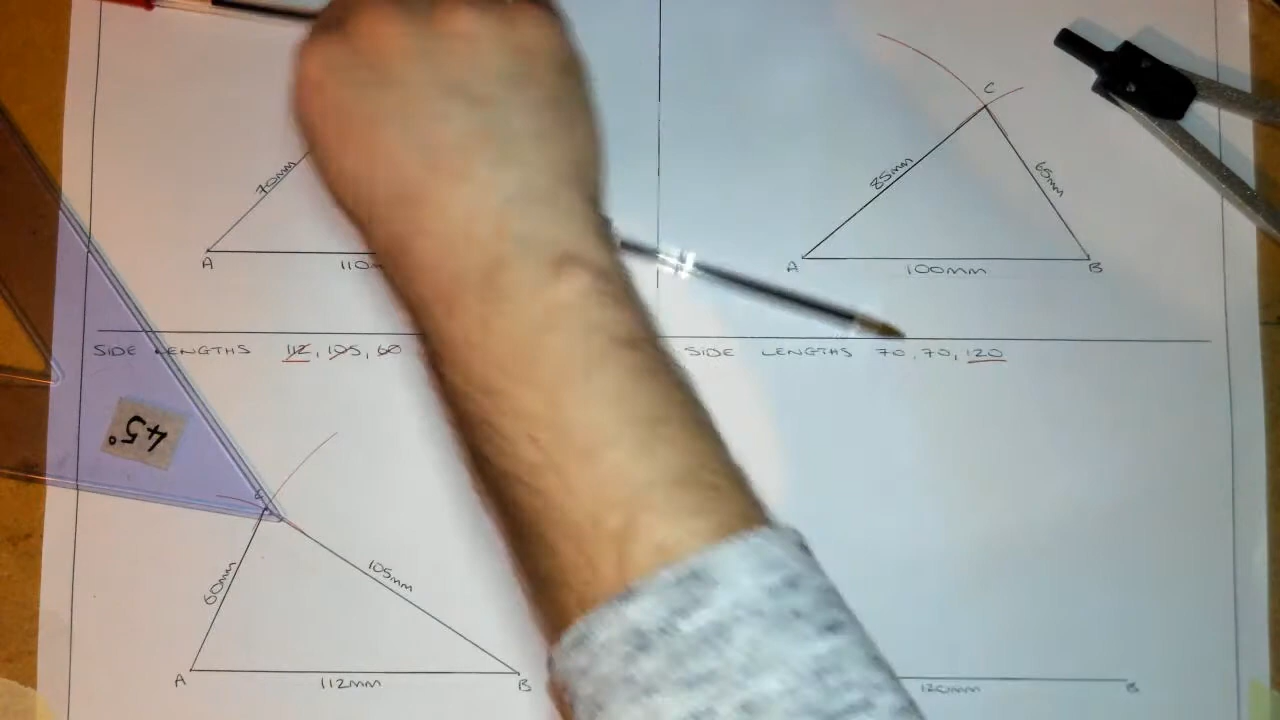 C
70mm
85mm
65mm
A
110m
A
100mm
B
SIDE LENGTHS 112, 105, 60
SIDE LENGTHS 70, 70, 120
45°
60mm
105mm
A
112mm
B
120mm
B